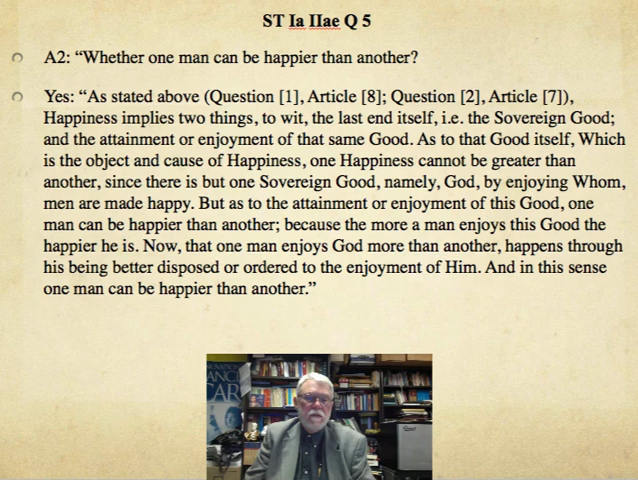 ST Ia IIae Q 5
A2: “Whether one man can be happier than another?
Yes: “As stated above (Question [1], Article [8]; Question [2], Article [7]),
Happiness implies two things, to wit, the last end itself, i.e. the Sovereign Good;
and the attainment or enjoyment of that same Good. As to that Good itself, Which
is the object and cause of Happiness, one Happiness cannot be greater than
another, since there is but one Sovereign Good, namely, God, by enjoying Whom,
men are made happy. But as to the attainment or enjoyment of this Good, one
man can be happier than another; because the more a man enjoys this Good the
happier he is. Now, that one man enjoys God more than another, happens through
his being better disposed or ordered to the enjoyment of Him. And in this sense
one man can be happier than another.”